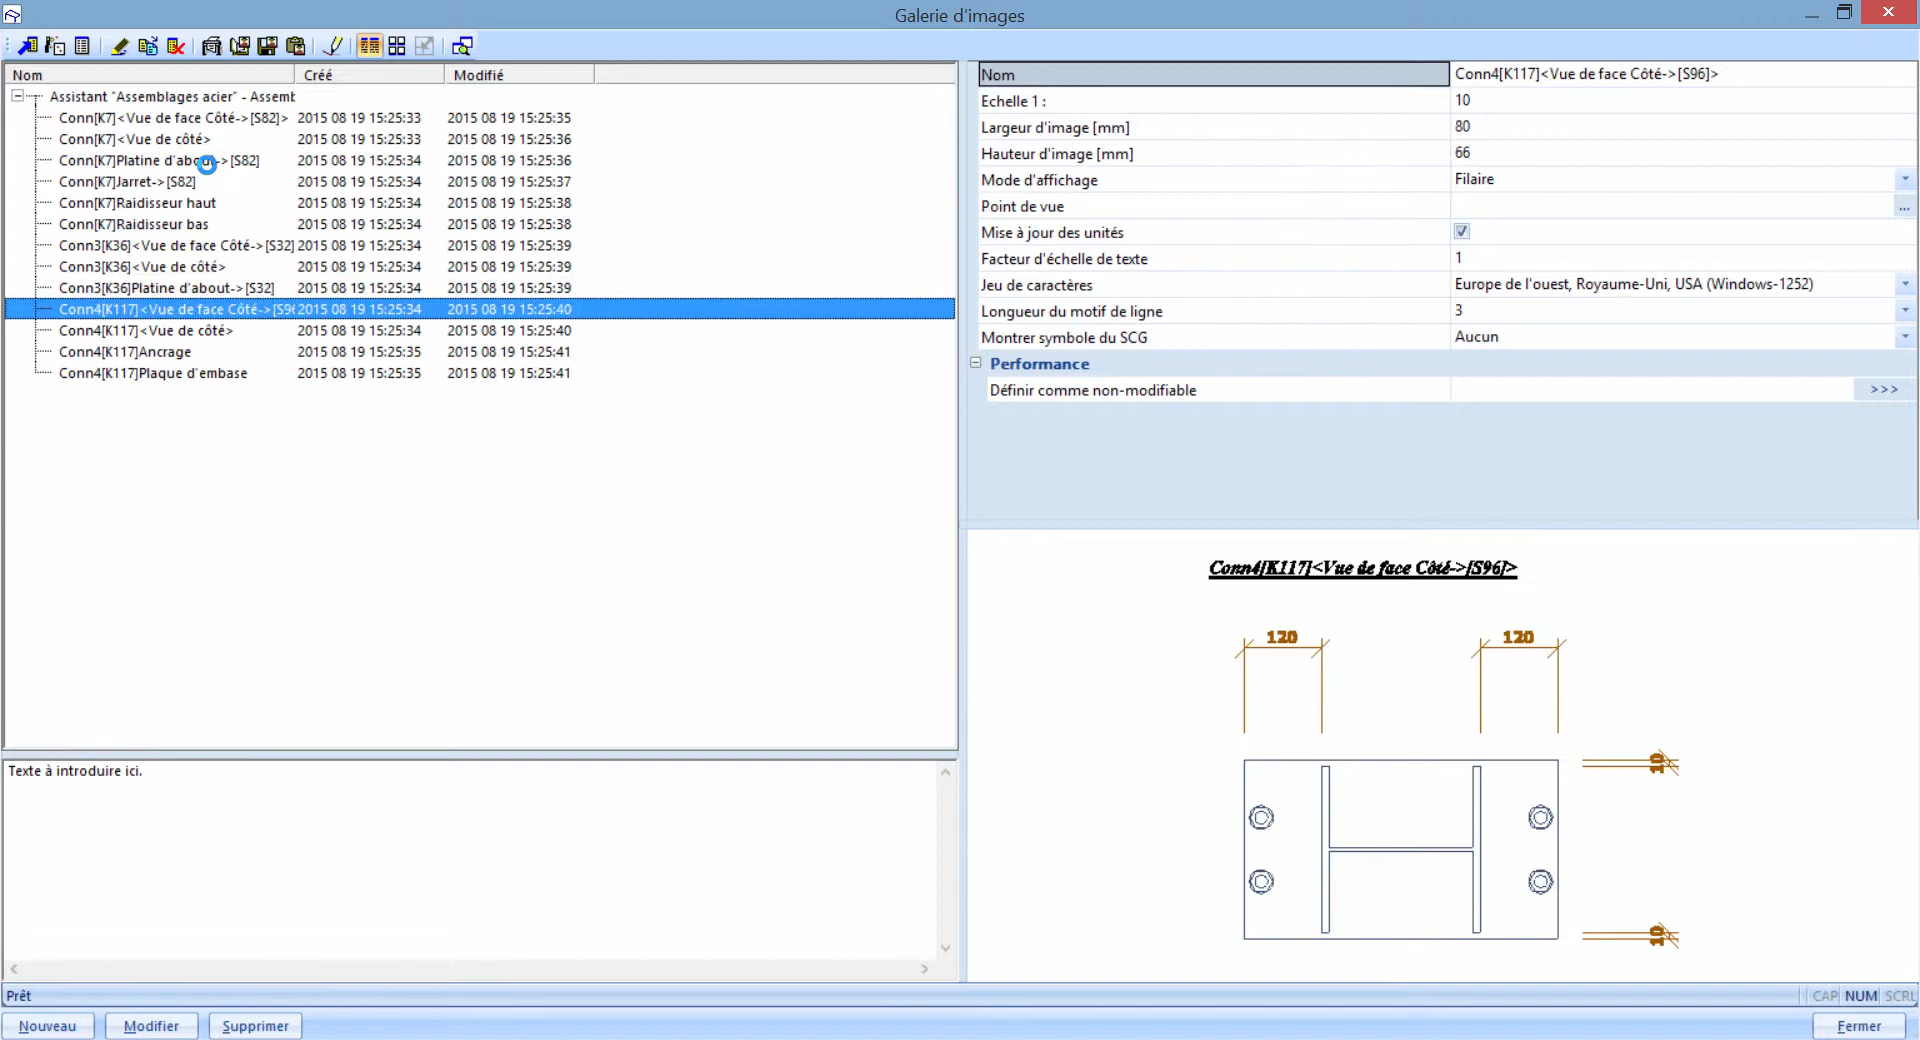 Galerie d'images
Nom Créé Modifié
Assistant "Assemblages acier" - Assemt
Conn[K7]<Vue de face Côté->[S82]> 2015 08 19 15:25:33 2015 08 19 15:25:35
Conn[K7]<Vue de côté> 2015 08 19 15:25:33 2015 08 19 15:25:36
Conn[K7]Platine d'about->[S82] 2015 08 19 15:25:34 2015 08 19 15:25:36
Conn[K7]Jarret->[S82] 2015 08 19 15:25:34 2015 08 19 15:25:37
Conn[K7]Raidisseur haut 2015 08 19 15:25:34 2015 08 19 15:25:38
Conn[K7]Raidisseur bas 2015 08 19 15:25:34 2015 08 19 15:25:38
Conn3[K36]<Vue de face Côté->[S32] 2015 08 19 15:25:34 2015 08 19 15:25:39
Conn3[K36]<Vue de côté> 2015 08 19 15:25:34 2015 08 19 15:25:39
Conn3[K36]Platine d'about->[S32] 2015 08 19 15:25:34 2015 08 19 15:25:39
Conn4[K117]<Vue de face Côté->[S96 2015 08 19 15:25:34 2015 08 19 15:25:40
Conn4[K117]<Vue de côté> 2015 08 19 15:25:34 2015 08 19 15:25:40
Conn4[K117]Ancrage 2015 08 19 15:25:35 2015 08 19 15:25:41
Conn4[K117]Plaque d'embase 2015 08 19 15:25:35 2015 08 19 15:25:41
Texte à introduire ici.
Nom Conn4[K117]<Vue de face Côté->[S96]>
Echelle 1 : 10
Largeur d'image [mm] 80
Hauteur d'image [mm] 66
Mode d'affichage Filaire
Point de vue ...
Mise à jour des unités
Facteur d'échelle de texte 1
Jeu de caractères Europe de l'ouest, Royaume-Uni, USA (Windows-1252)
Longueur du motif de ligne 3
Montrer symbole du SCG Aucun
Performance
Définir comme non-modifiable >>>
Conn4[K117]<Vue de face Côté->[S96]>
120 120
10
10
Prêt CAP NUM SCRL
Nouveau Modifier Supprimer Fermer